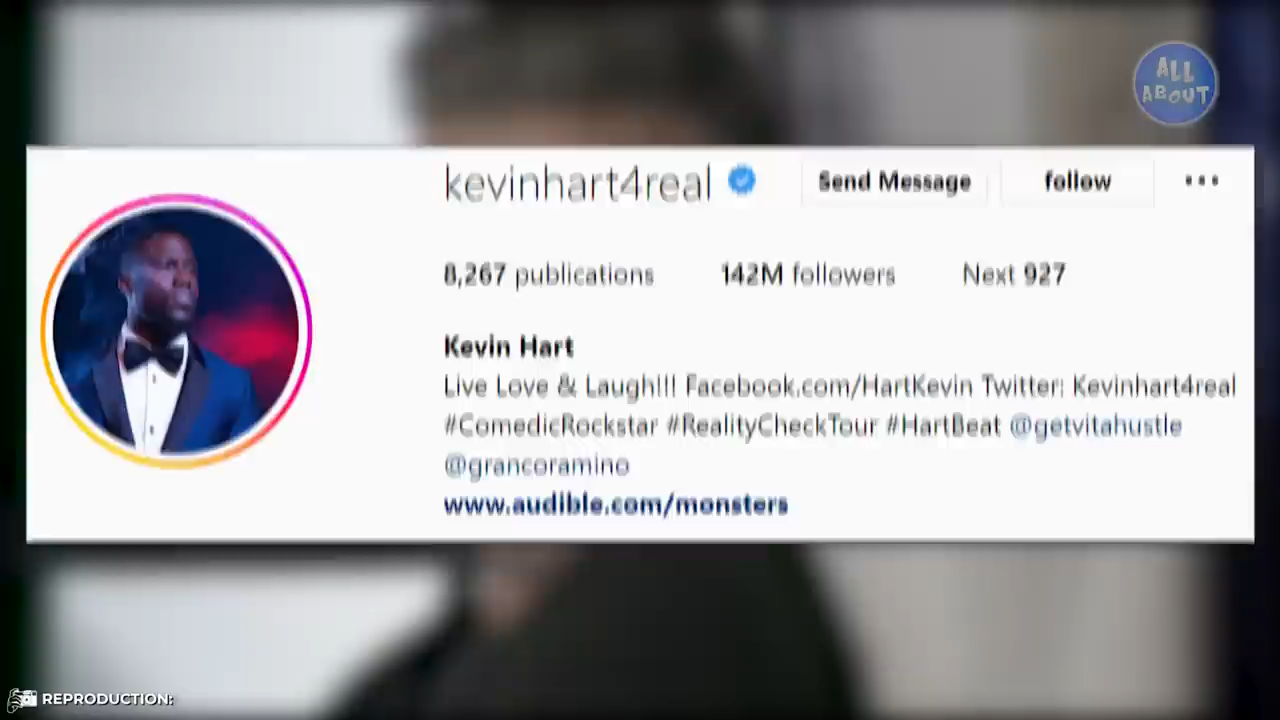 ALL
ABOUT
kevinhart4real
Send Message
follow
8,267 publications
142M followers
Next 927
Kevin Hart
Live Love & Laugh!!! Facebook.com/HartKevin Twitter: Kevinhart4real
#ComedicRockstar #RealityCheckTour #HartBeat @getvitahustle
@grancoramino
www.audible.com/monsters
REPRODUCTION: